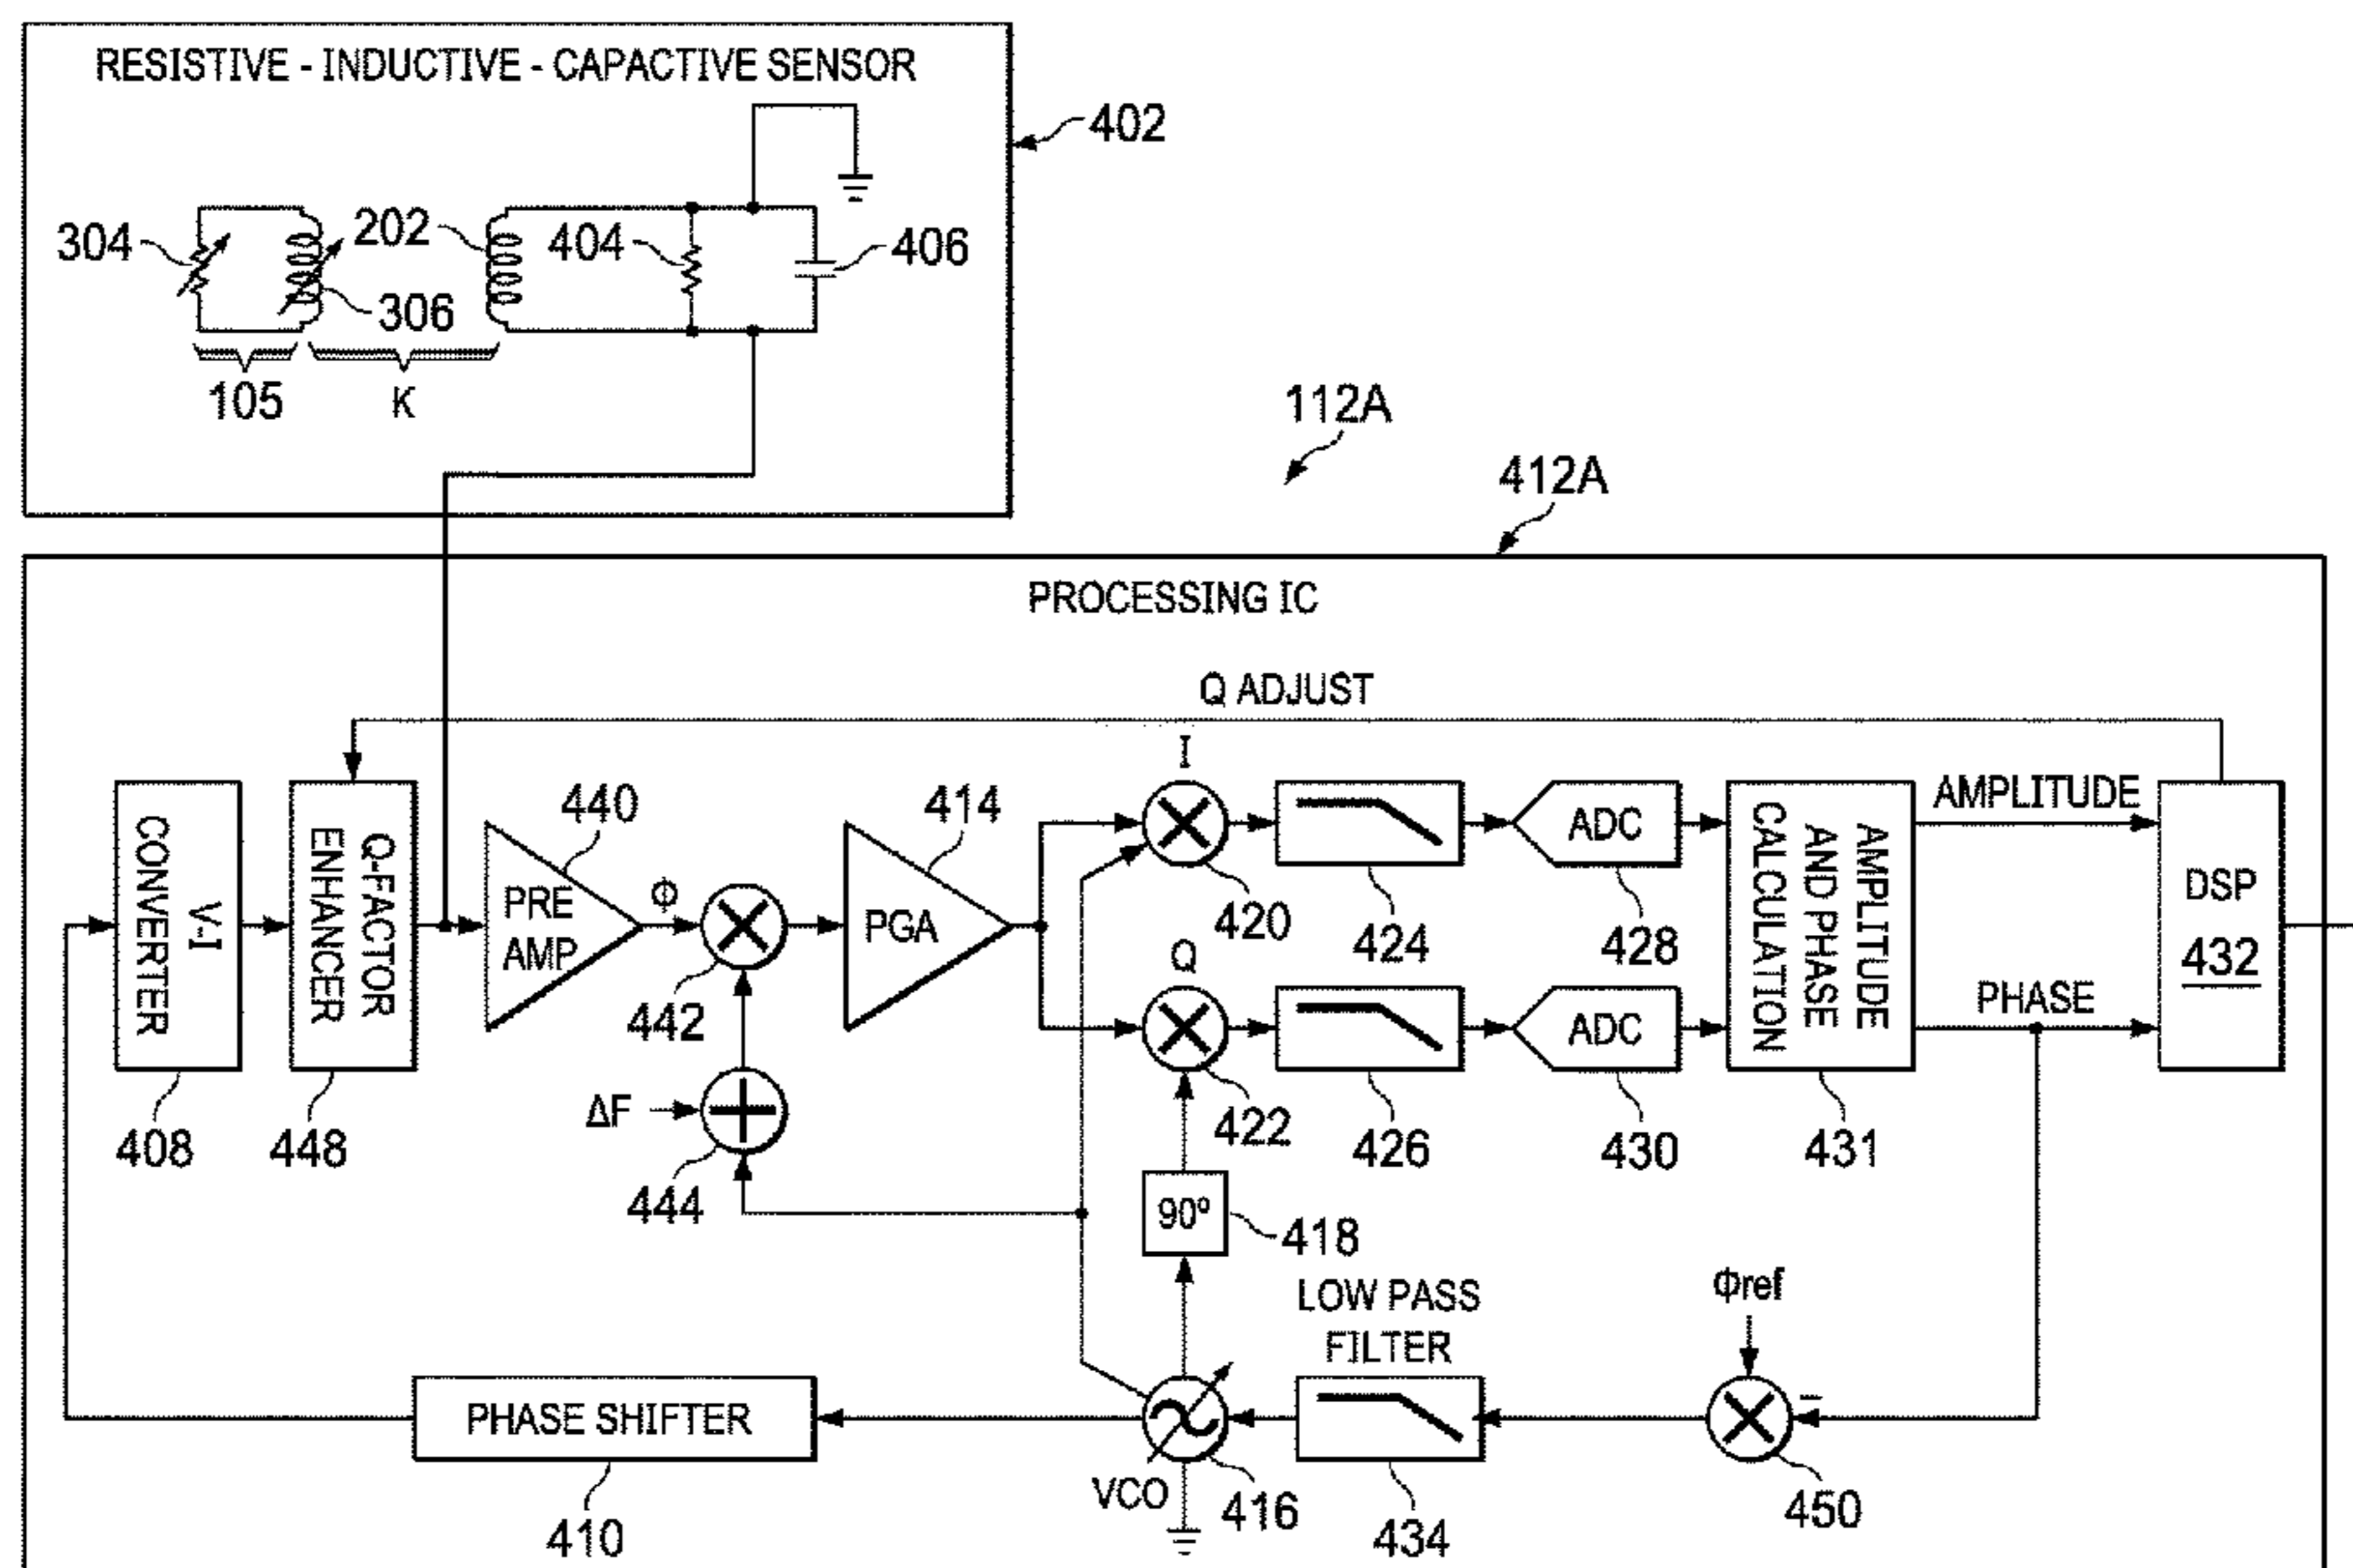 RESISTIVE - INDUCTIVE - CAPACTIVE SENSOR
402
304
202
404
406
306
105
K
112A
412A
PROCESSING IC
Q ADJUST
I
440
414
AMPLITUDE
V-I
CONVERTER
Q-FACTOR
ENHANCER
PRE
AMP
Φ
PGA
ADC
AMPLITUDE
AND PHASE
CALCULATION
DSP
432
420
424
428
Q
442
PHASE
ADC
ΔF
408
448
444
422
426
430
431
90º
418
LOW PASS
FILTER
Φref
−
PHASE SHIFTER
VCO
416
434
450
410